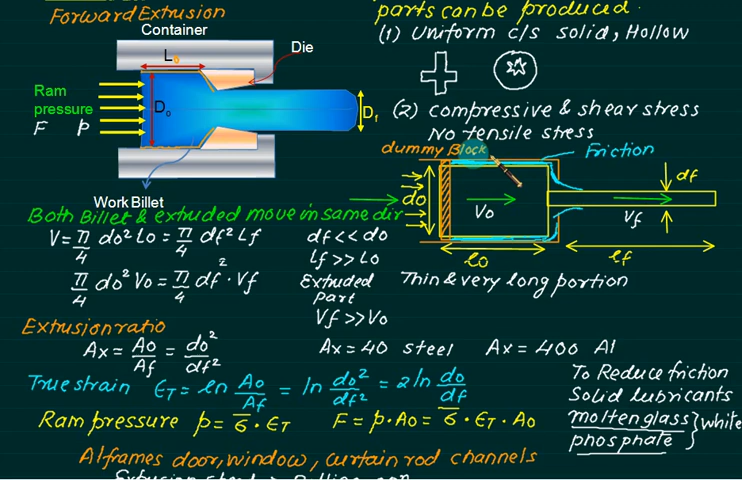 Forward Extrusion
Container
Die
L₀
Ram
pressure
F p
D₀
D_f
Work Billet
parts can be produced.
(1) Uniform c/s solid, Hollow
(2) compressive & shear stress
No tensile stress
dummy Block
Friction
do
Vo
df
Vf
lo
lf
Both Billet & extruded move in same dir
V = π/4 do² lo = π/4 df² Lf
π/4 do² Vo = π/4 df² · Vf
df << do
Lf >> Lo
Extruded
part
Vf >> Vo
Thin & very long portion
Extrusion ratio
Ax = Ao/Af = do²/df²
Ax = 40 steel Ax = 400 Al
True strain ϵT = ln Ao/Af = ln do²/df² = 2 ln do/df
Ram pressure p = σ̅ · ϵT F = p · Ao = σ̅ · ϵT · Ao
To Reduce friction
Solid lubricants
molten glass } white
phosphate
Al frames door, window, curtain rod channels